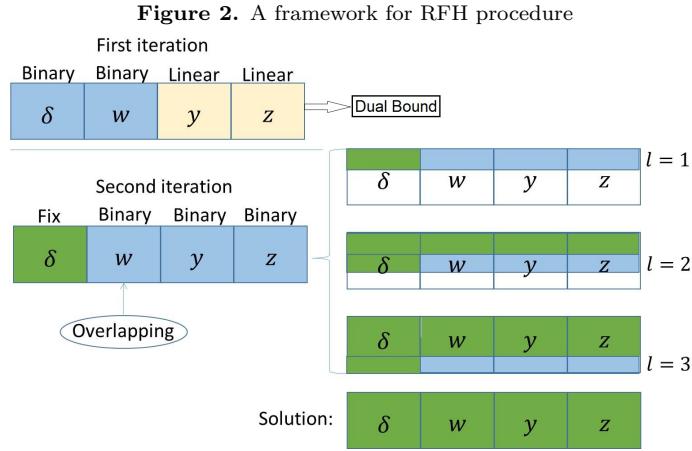 Figure 2. A framework for RFH procedure
First iteration
Binary Binary Linear Linear
δ w y z
Dual Bound
δ w y z
l = 1
Second iteration
Fix Binary Binary Binary
δ w y z
Overlapping
δ w y z
l = 2
δ w y z
l = 3
Solution:
δ w y z